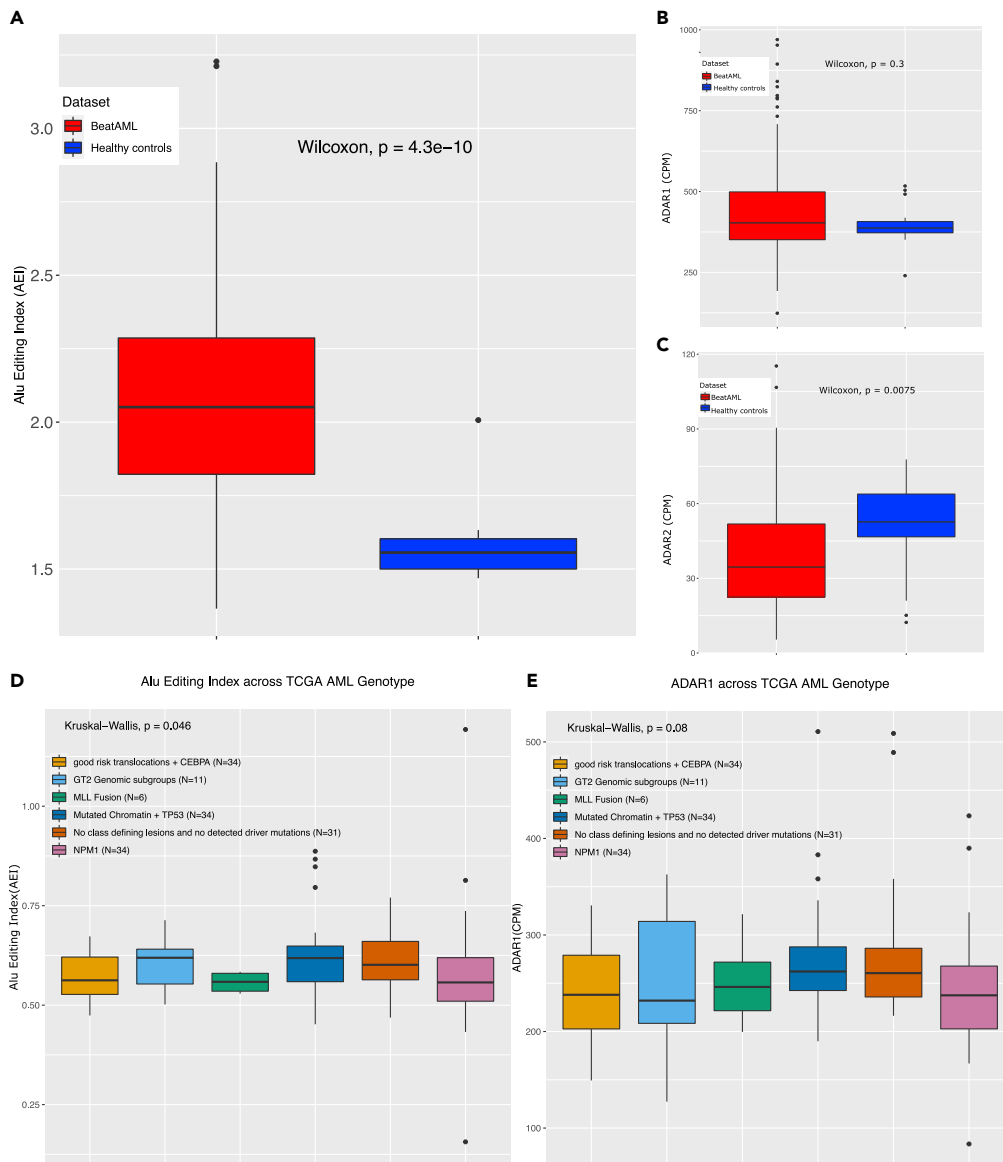 A
3.0
2.5
2.0
1.5
Alu Editing Index (AEI)
Dataset
BeatAML
Healthy controls
Wilcoxon, p = 4.3e−10
B
1000
750
500
250
ADAR1 (CPM)
Dataset
BeatAML
Healthy controls
Wilcoxon, p = 0.3
C
120
90
60
30
0
ADAR2 (CPM)
Dataset
BeatAML
Healthy controls
Wilcoxon, p = 0.0075
D
Alu Editing Index across TCGA AML Genotype
Kruskal−Wallis, p = 0.046
good risk translocations + CEBPA (N=34)
GT2 Genomic subgroups (N=11)
MLL Fusion (N=6)
Mutated Chromatin + TP53 (N=34)
No class defining lesions and no detected driver mutations (N=31)
NPM1 (N=34)
1.00
0.75
0.50
0.25
Alu Editing Index(AEI)
E
ADAR1 across TCGA AML Genotype
Kruskal−Wallis, p = 0.08
good risk translocations + CEBPA (N=34)
GT2 Genomic subgroups (N=11)
MLL Fusion (N=6)
Mutated Chromatin + TP53 (N=34)
No class defining lesions and no detected driver mutations (N=31)
NPM1 (N=34)
500
400
300
200
100
ADAR1(CPM)